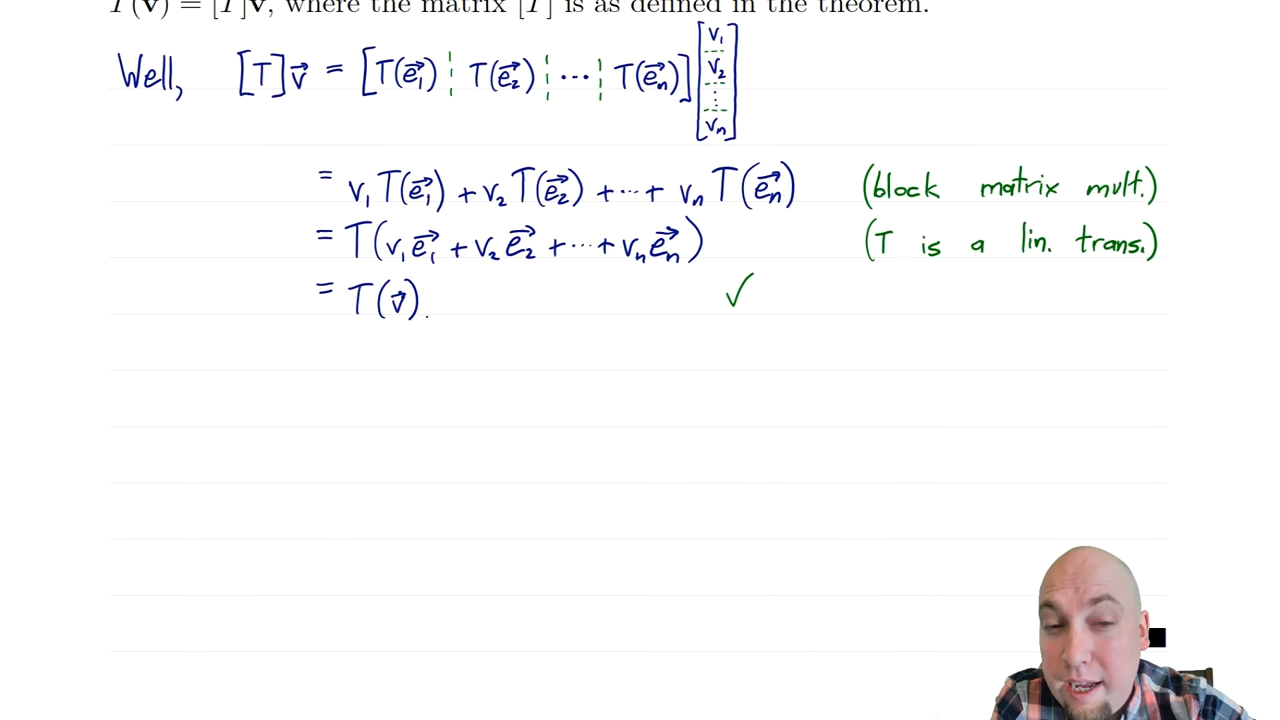 T(v) = [T]v, where the matrix [T] is as defined in the theorem.
Well, [T]v⃗ = [T(e⃗₁) ¦ T(e⃗₂) ¦ ⋯ ¦ T(e⃗ₙ)] [v₁ v₂ ⋮ vₙ]
= v₁T(e⃗₁) + v₂T(e⃗₂) + ⋯ + vₙT(e⃗ₙ) (block matrix mult.)
= T(v₁e⃗₁ + v₂e⃗₂ + ⋯ + vₙe⃗ₙ) (T is a lin. trans.)
= T(v⃗). ✓